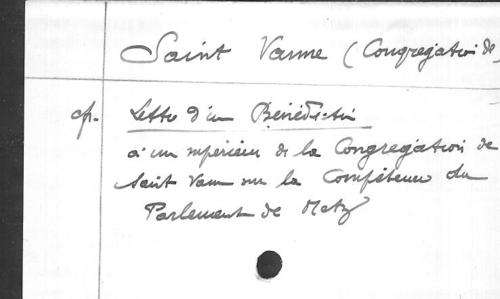 Saint Vanne (Congrégation de)
cf. Lettre d'un Bénédictin
à un supérieur de la Congrégation de
Saint Vanne sur la Compétence du
Parlement de Metz